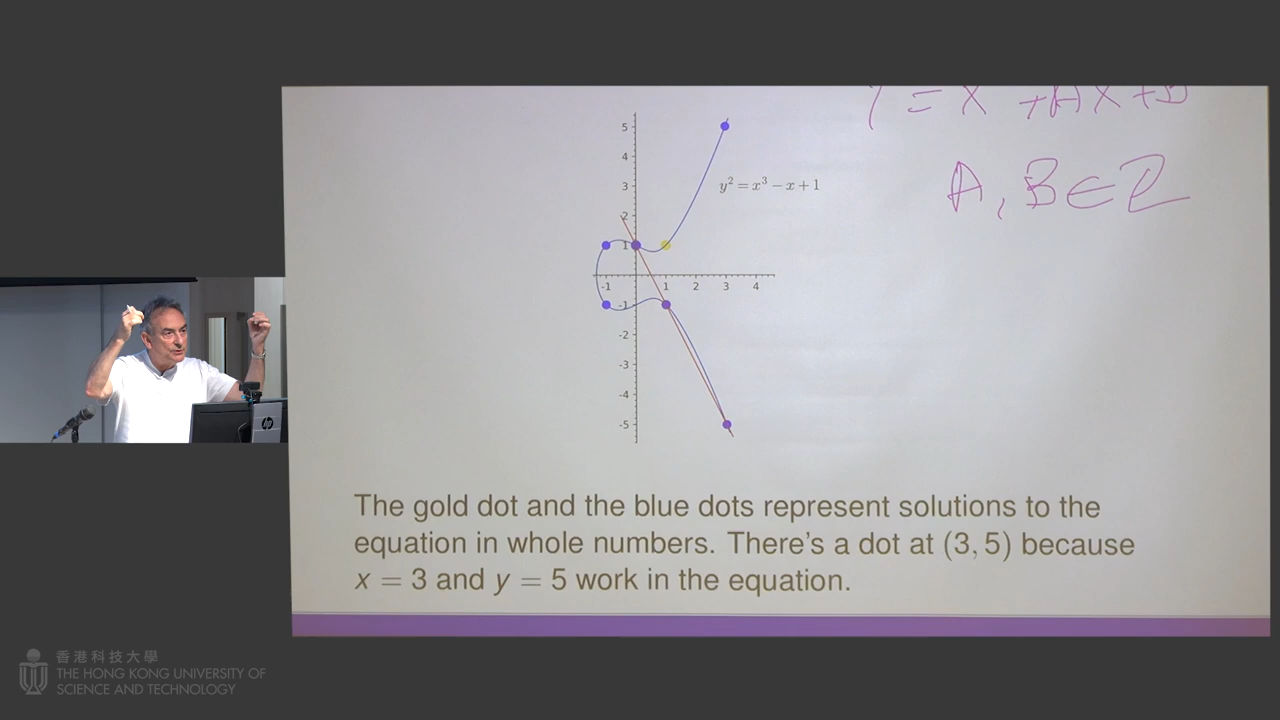 Y = X + A X + B
A, B ∈ Z
5
4
3
y² = x³ − x + 1
2
1
-1 1 2 3 4
-1
-2
-3
-4
-5
hp
The gold dot and the blue dots represent solutions to the
equation in whole numbers. There's a dot at (3, 5) because
x = 3 and y = 5 work in the equation.
香港科技大學
THE HONG KONG UNIVERSITY OF
SCIENCE AND TECHNOLOGY